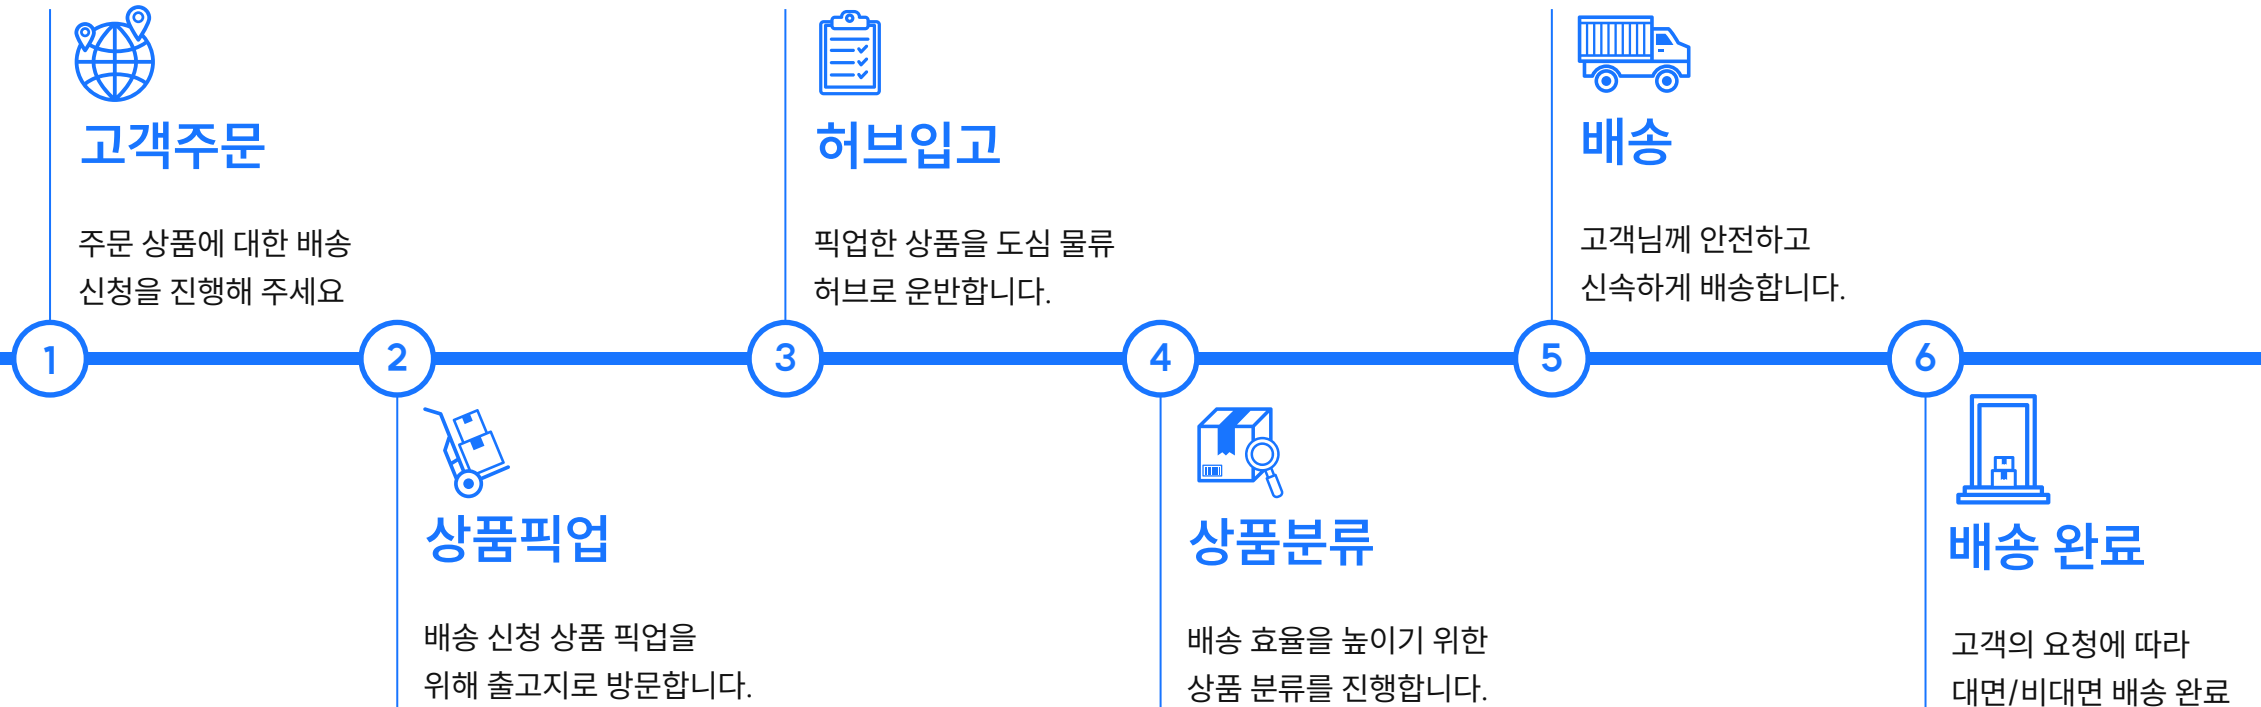 1
고객주문
주문 상품에 대한 배송
신청을 진행해 주세요
2
상품픽업
배송 신청 상품 픽업을
위해 출고지로 방문합니다.
3
허브입고
픽업한 상품을 도심 물류
허브로 운반합니다.
4
상품분류
배송 효율을 높이기 위한
상품 분류를 진행합니다.
5
배송
고객님께 안전하고
신속하게 배송합니다.
6
배송 완료
고객의 요청에 따라
대면/비대면 배송 완료